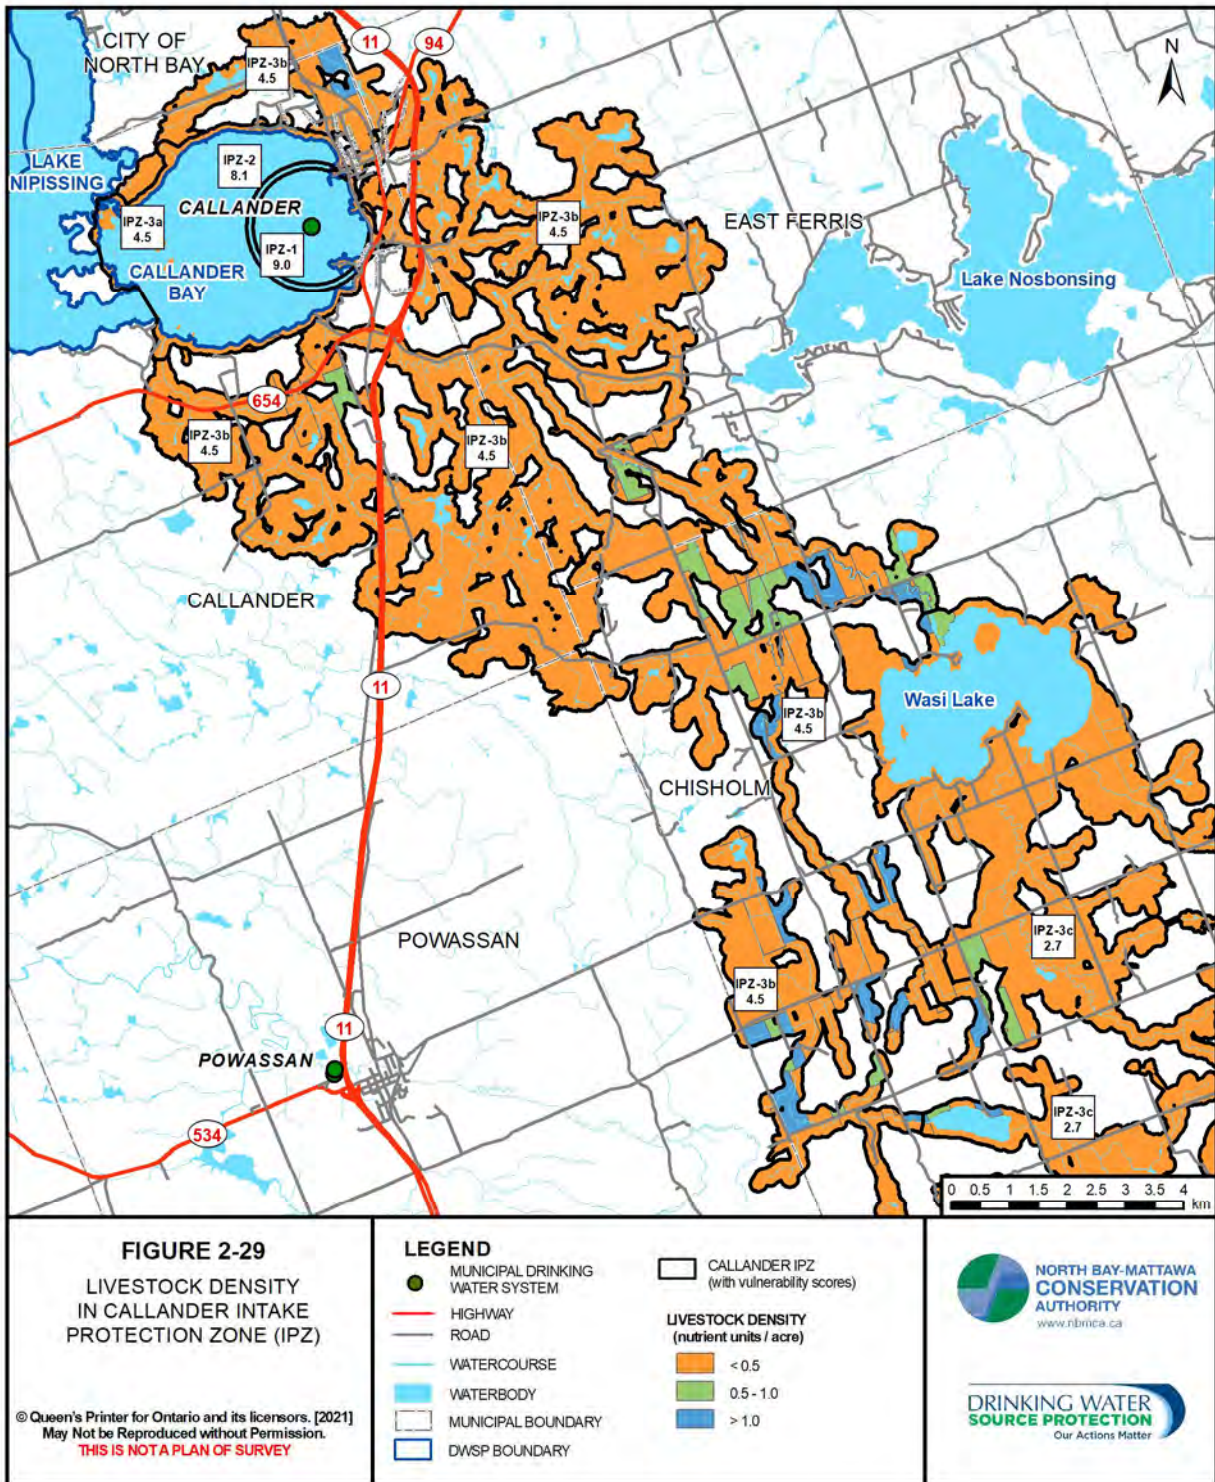 CITY OF
NORTH BAY
11
94
N
IPZ-3b
4.5
LAKE
NIPISSING
IPZ-2
8.1
CALLANDER
IPZ-3a
4.5
IPZ-1
9.0
CALLANDER
BAY
IPZ-3b
4.5
EAST FERRIS
Lake Nosbonsing
654
IPZ-3b
4.5
IPZ-3b
4.5
CALLANDER
11
Wasi Lake
IPZ-3b
4.5
CHISHOLM
POWASSAN
IPZ-3c
2.7
IPZ-3b
4.5
11
POWASSAN
534
IPZ-3c
2.7
0 0.5 1 1.5 2 2.5 3 3.5 4
km
FIGURE 2-29
LIVESTOCK DENSITY
IN CALLANDER INTAKE
PROTECTION ZONE (IPZ)
© Queen's Printer for Ontario and its licensors. [2021]
May Not be Reproduced without Permission.
THIS IS NOT A PLAN OF SURVEY
LEGEND
MUNICIPAL DRINKING
WATER SYSTEM
HIGHWAY
ROAD
WATERCOURSE
WATERBODY
MUNICIPAL BOUNDARY
DWSP BOUNDARY
CALLANDER IPZ
(with vulnerability scores)
LIVESTOCK DENSITY
(nutrient units / acre)
< 0.5
0.5 - 1.0
> 1.0
NORTH BAY-MATTAWA
CONSERVATION
AUTHORITY
www.nbmca.ca
DRINKING WATER
SOURCE PROTECTION
Our Actions Matter